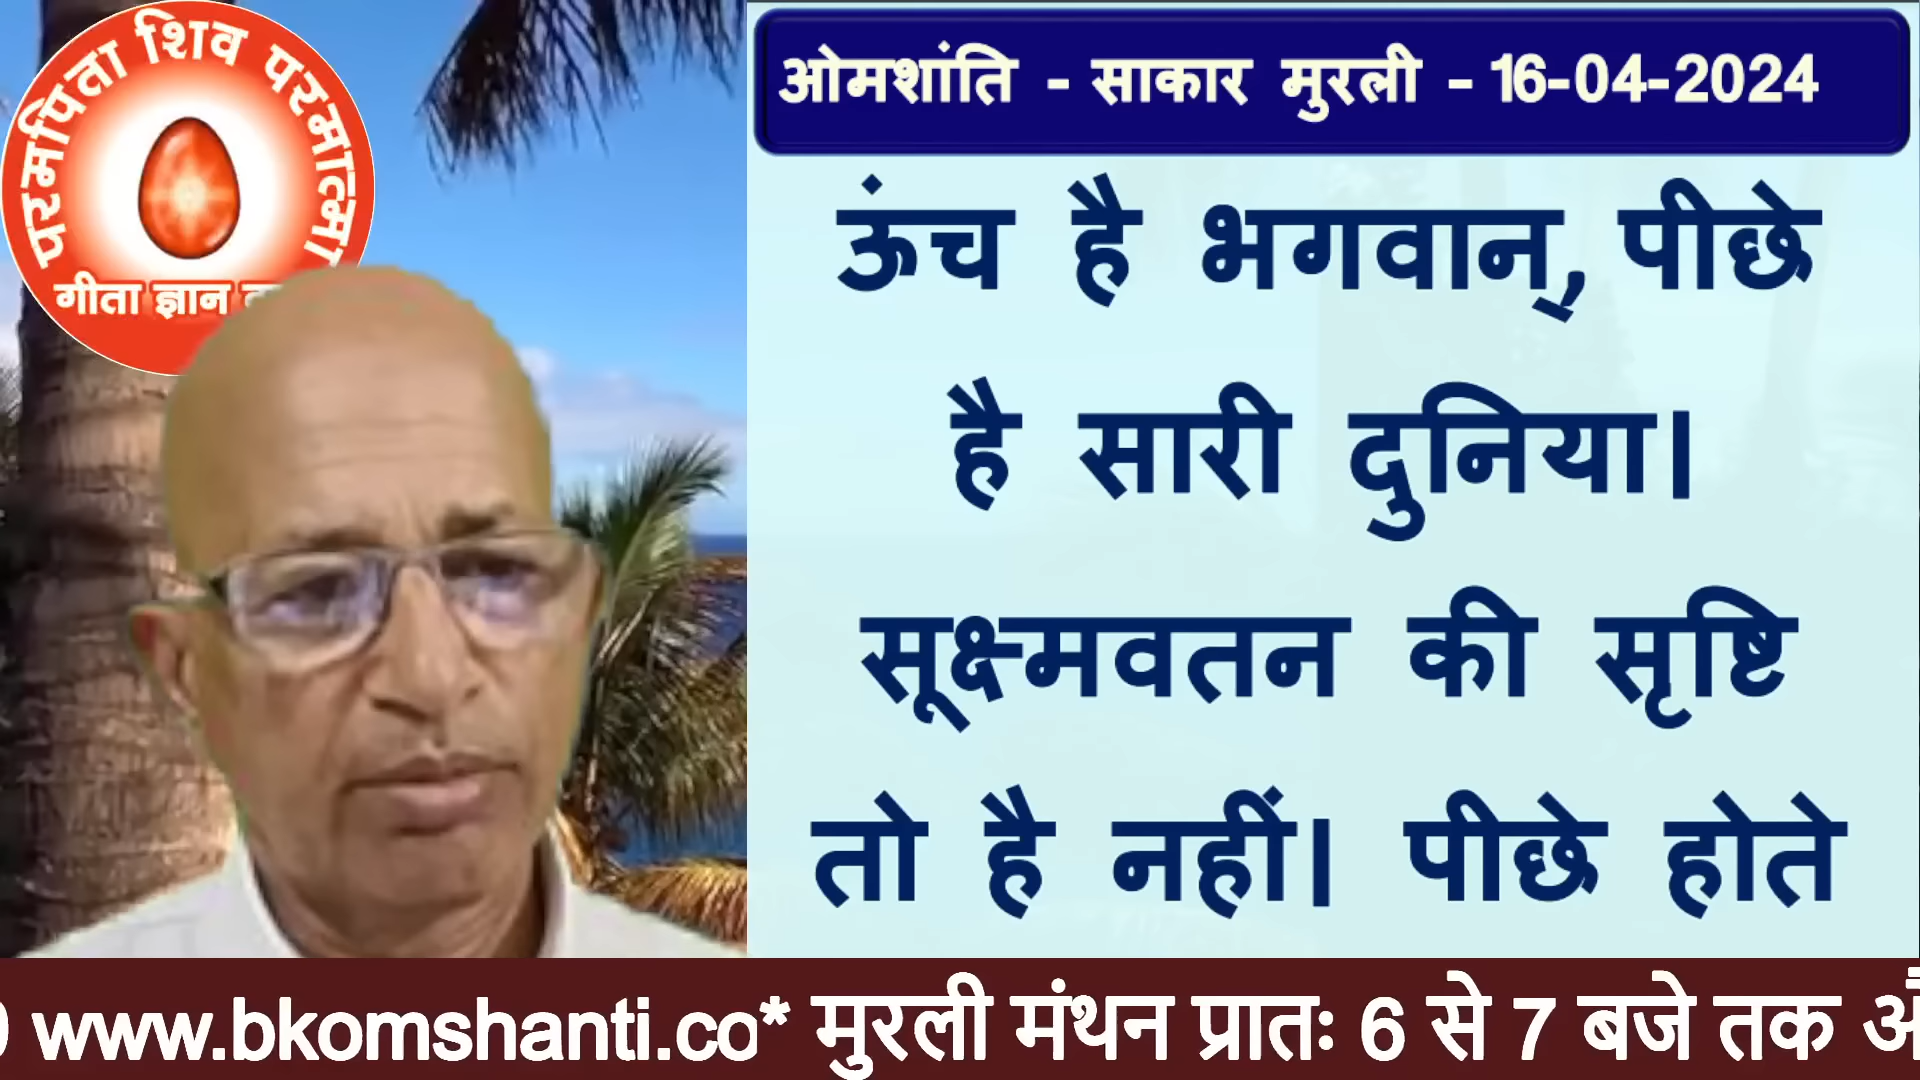 परमपिता शिव परमात्मा
गीता ज्ञान
ओमशांति - साकार मुरली - 16-04-2024
ऊंच है भगवान्, पीछे
है सारी दुनिया।
सूक्ष्मवतन की सृष्टि
तो है नहीं। पीछे होते
www.bkomshanti.co* मुरली मंथन प्रातः 6 से 7 बजे तक